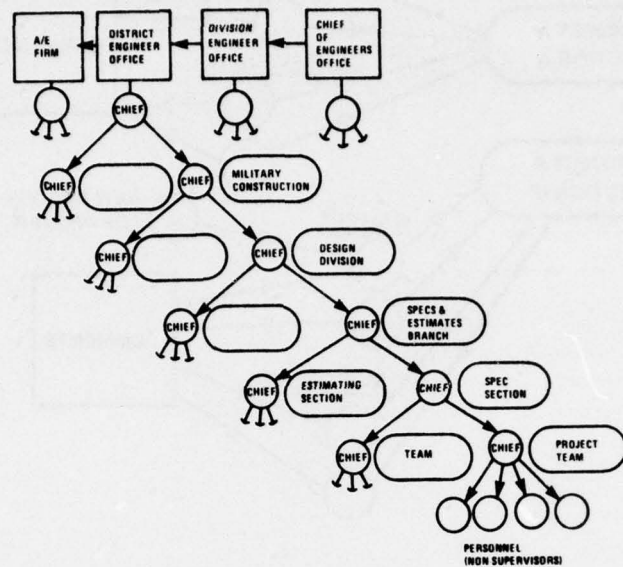 A/E
FIRM
DISTRICT
ENGINEER
OFFICE
DIVISION
ENGINEER
OFFICE
CHIEF
OF
ENGINEERS
OFFICE
CHIEF
CHIEF
CHIEF
MILITARY
CONSTRUCTION
CHIEF
CHIEF
DESIGN
DIVISION
CHIEF
CHIEF
SPECS &
ESTIMATES
BRANCH
CHIEF
ESTIMATING
SECTION
CHIEF
SPEC
SECTION
CHIEF
TEAM
CHIEF
PROJECT
TEAM
PERSONNEL
(NON SUPERVISORS)